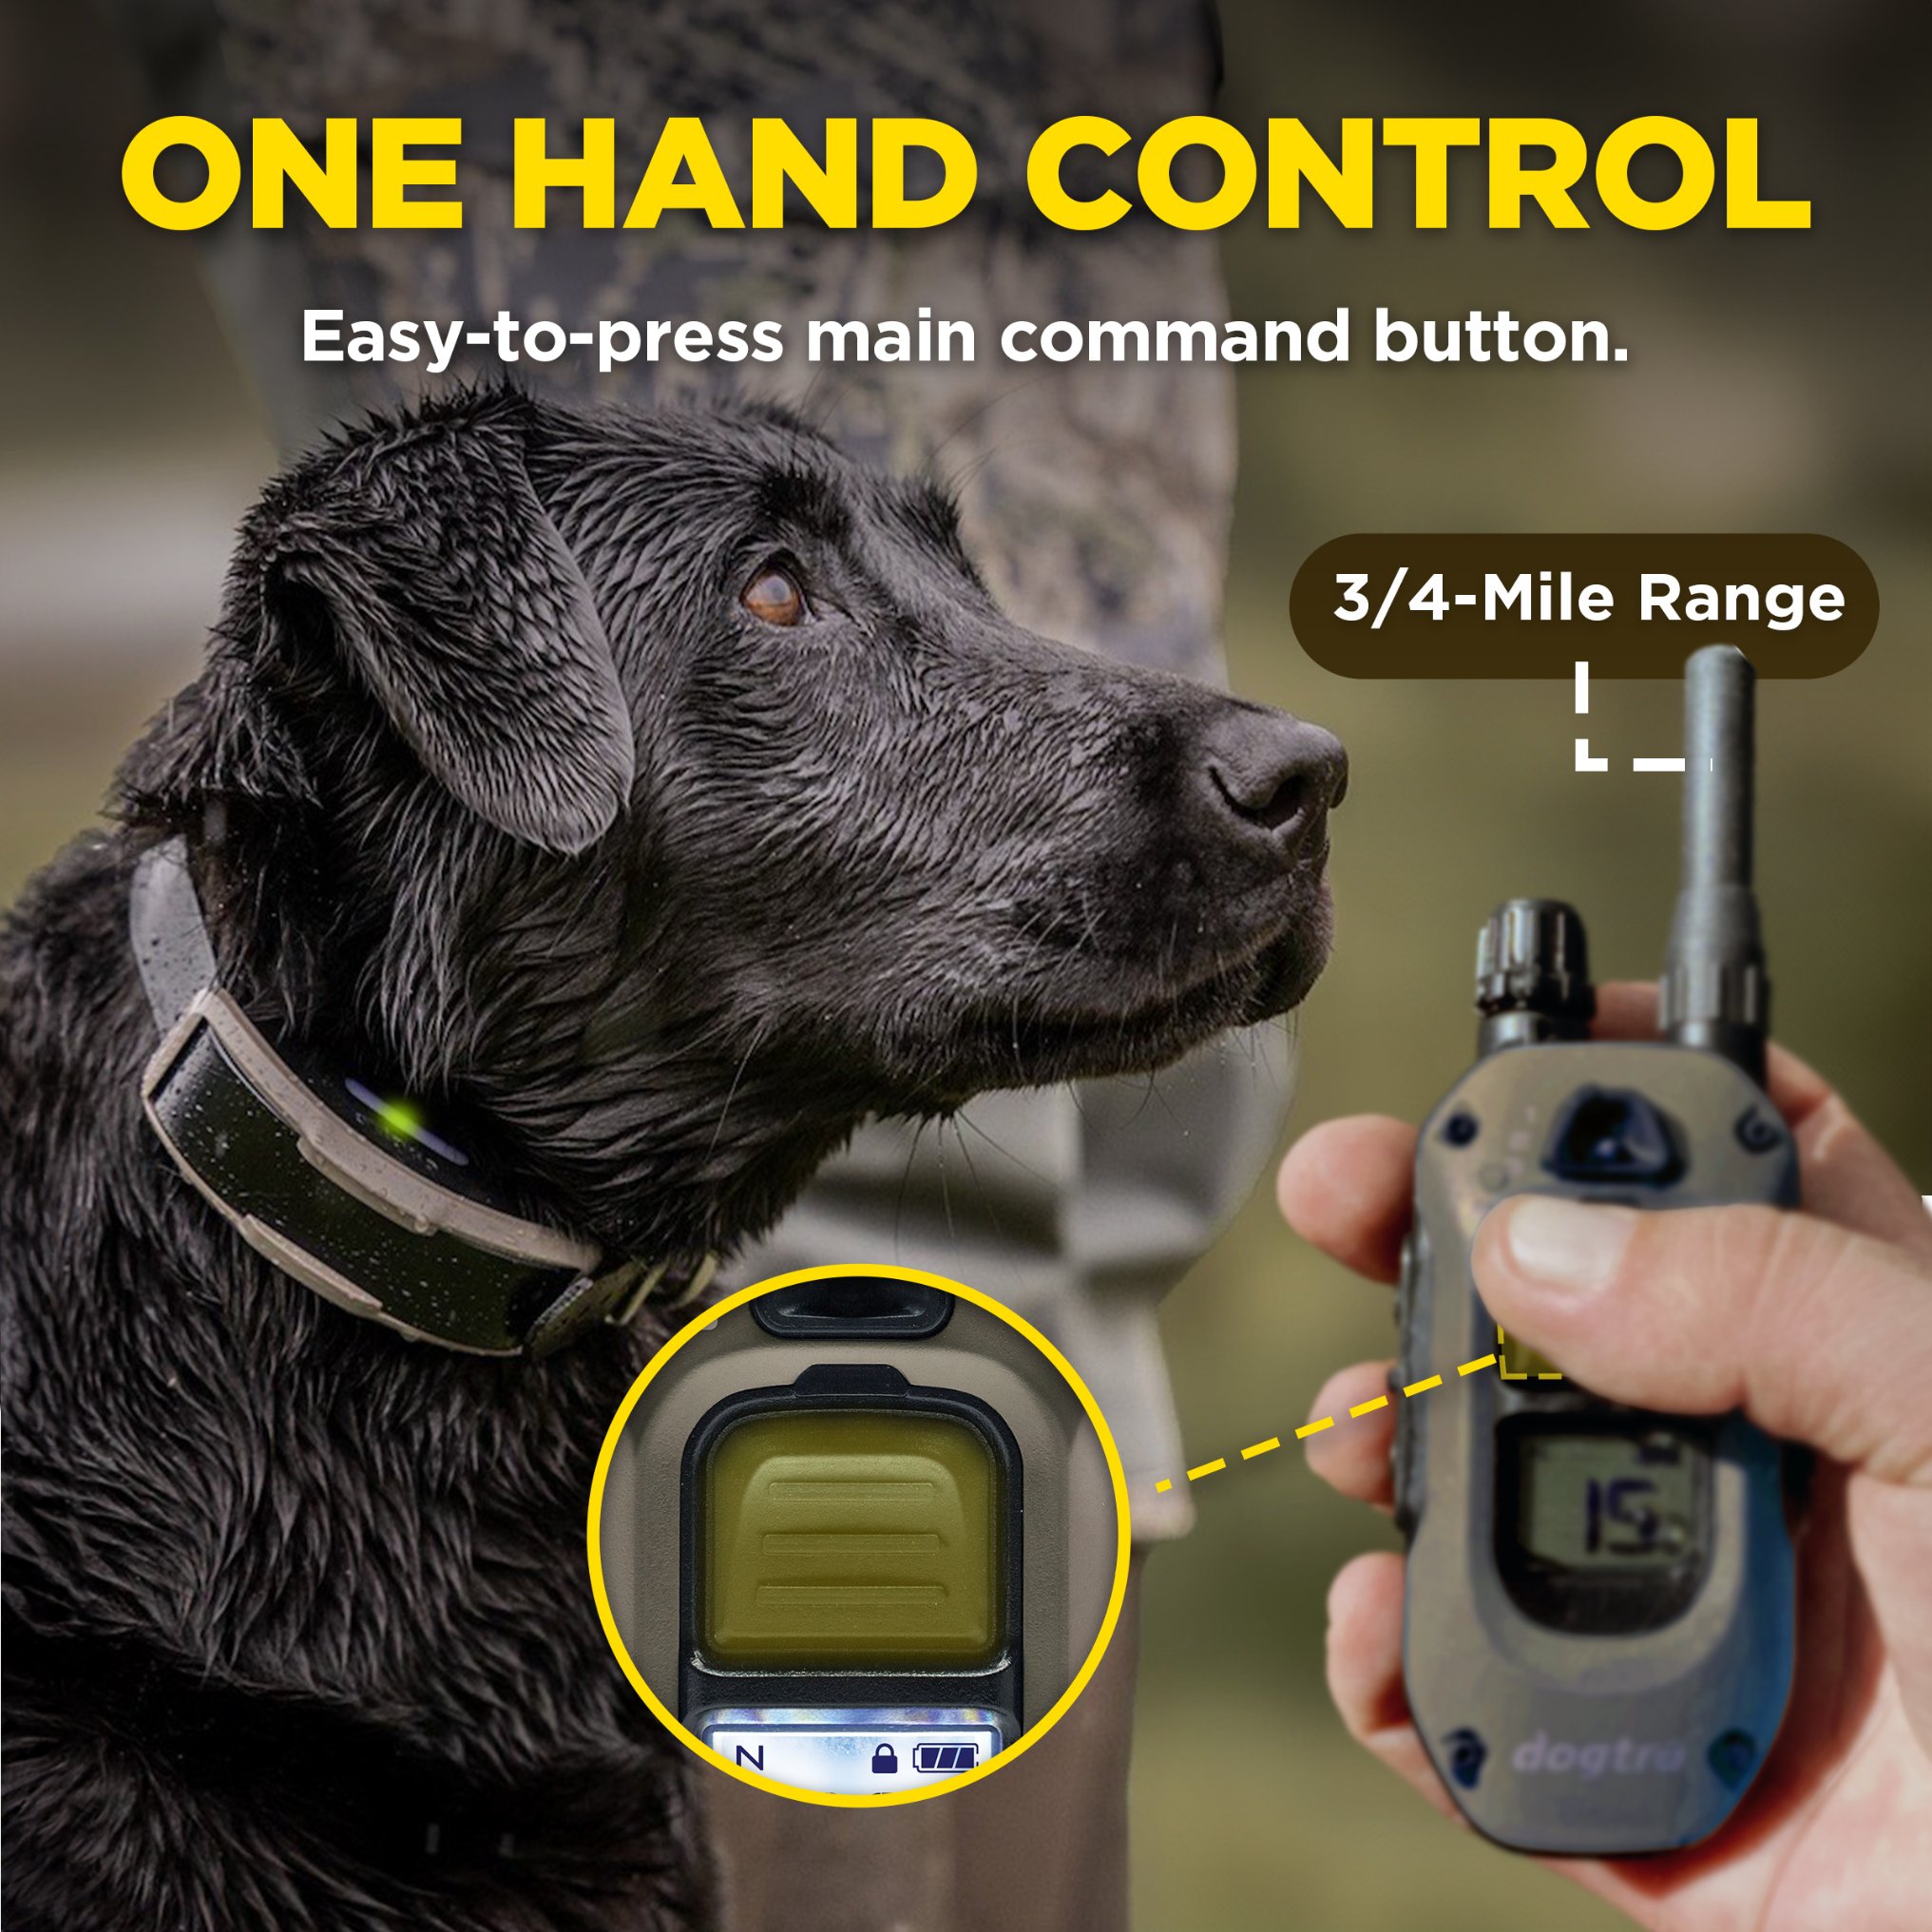 ONE HAND CONTROL
Easy-to-press main command button.
3/4-Mile Range
15
N
dogtra